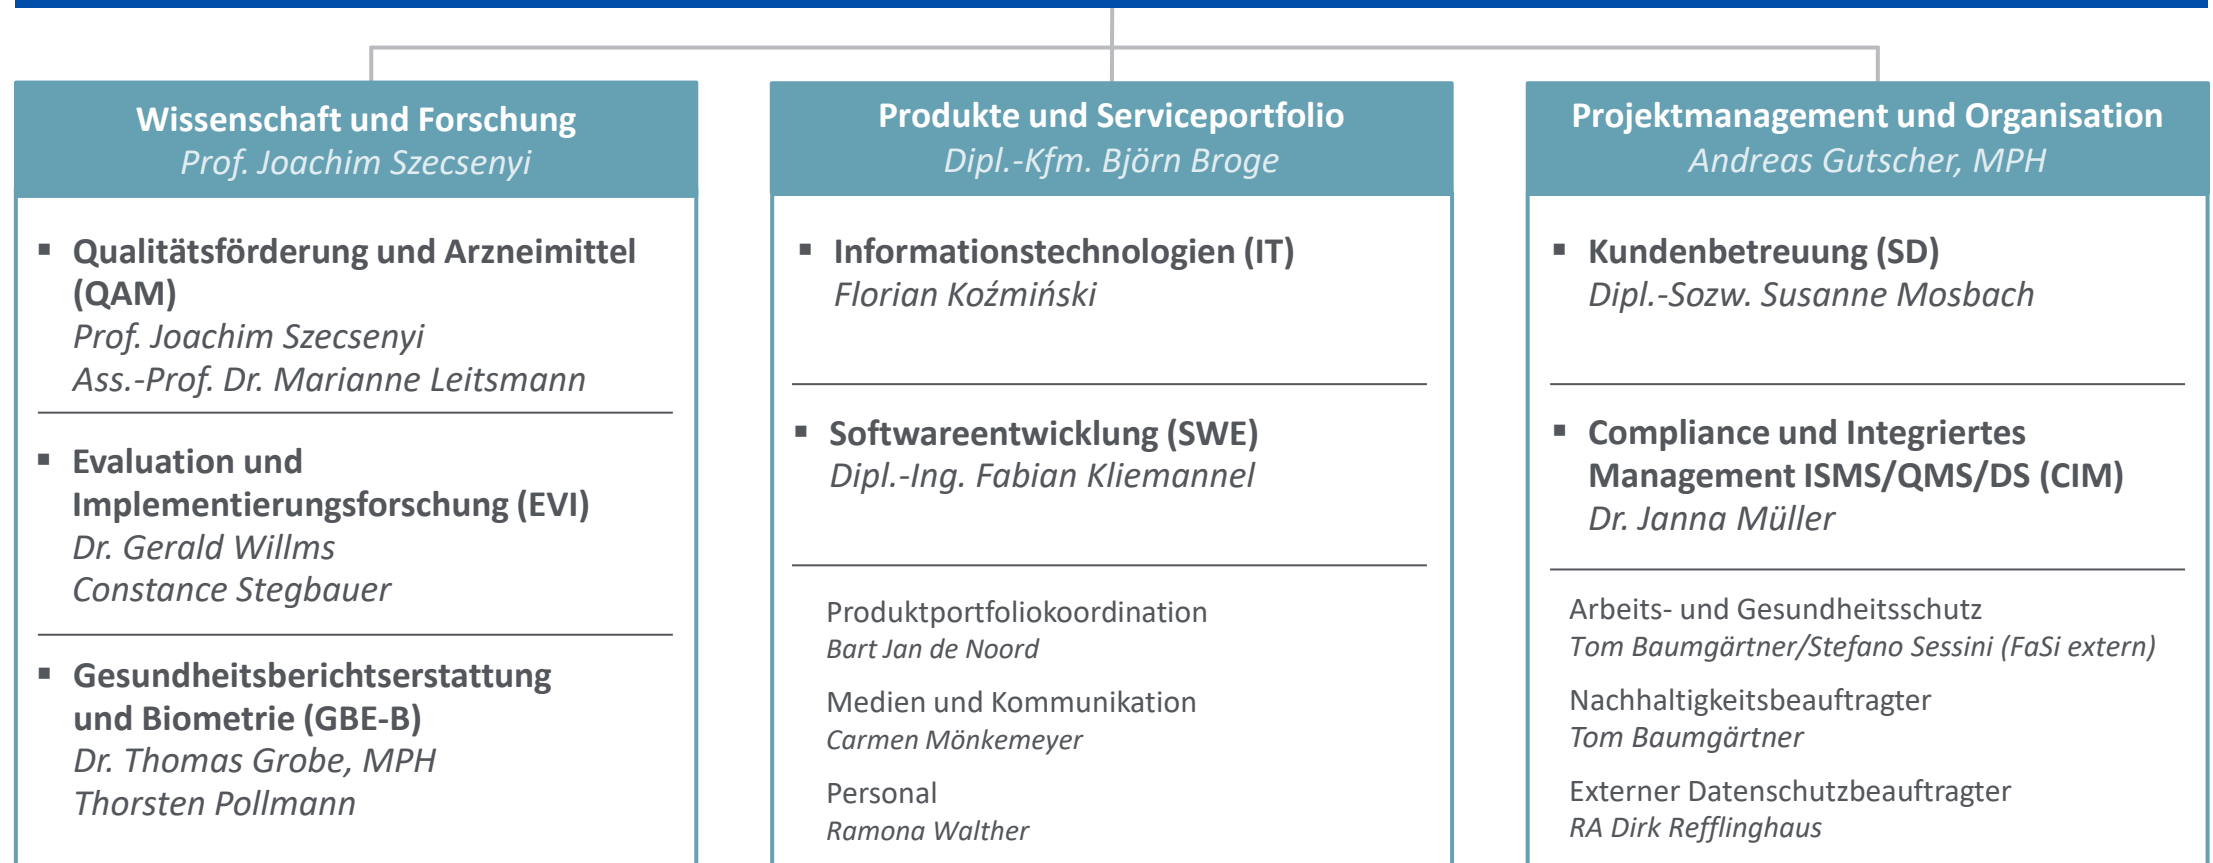 Wissenschaft und Forschung
Prof. Joachim Szecsenyi
▪ Qualitätsförderung und Arzneimittel
(QAM)
Prof. Joachim Szecsenyi
Ass.-Prof. Dr. Marianne Leitsmann
▪ Evaluation und
Implementierungsforschung (EVI)
Dr. Gerald Willms
Constance Stegbauer
▪ Gesundheitsberichtserstattung
und Biometrie (GBE-B)
Dr. Thomas Grobe, MPH
Thorsten Pollmann
Produkte und Serviceportfolio
Dipl.-Kfm. Björn Broge
▪ Informationstechnologien (IT)
Florian Koźmiński
▪ Softwareentwicklung (SWE)
Dipl.-Ing. Fabian Kliemannel
Produktportfoliokoordination
Bart Jan de Noord
Medien und Kommunikation
Carmen Mönkemeyer
Personal
Ramona Walther
Projektmanagement und Organisation
Andreas Gutscher, MPH
▪ Kundenbetreuung (SD)
Dipl.-Sozw. Susanne Mosbach
▪ Compliance und Integriertes
Management ISMS/QMS/DS (CIM)
Dr. Janna Müller
Arbeits- und Gesundheitsschutz
Tom Baumgärtner/Stefano Sessini (FaSi extern)
Nachhaltigkeitsbeauftragter
Tom Baumgärtner
Externer Datenschutzbeauftragter
RA Dirk Refflinghaus